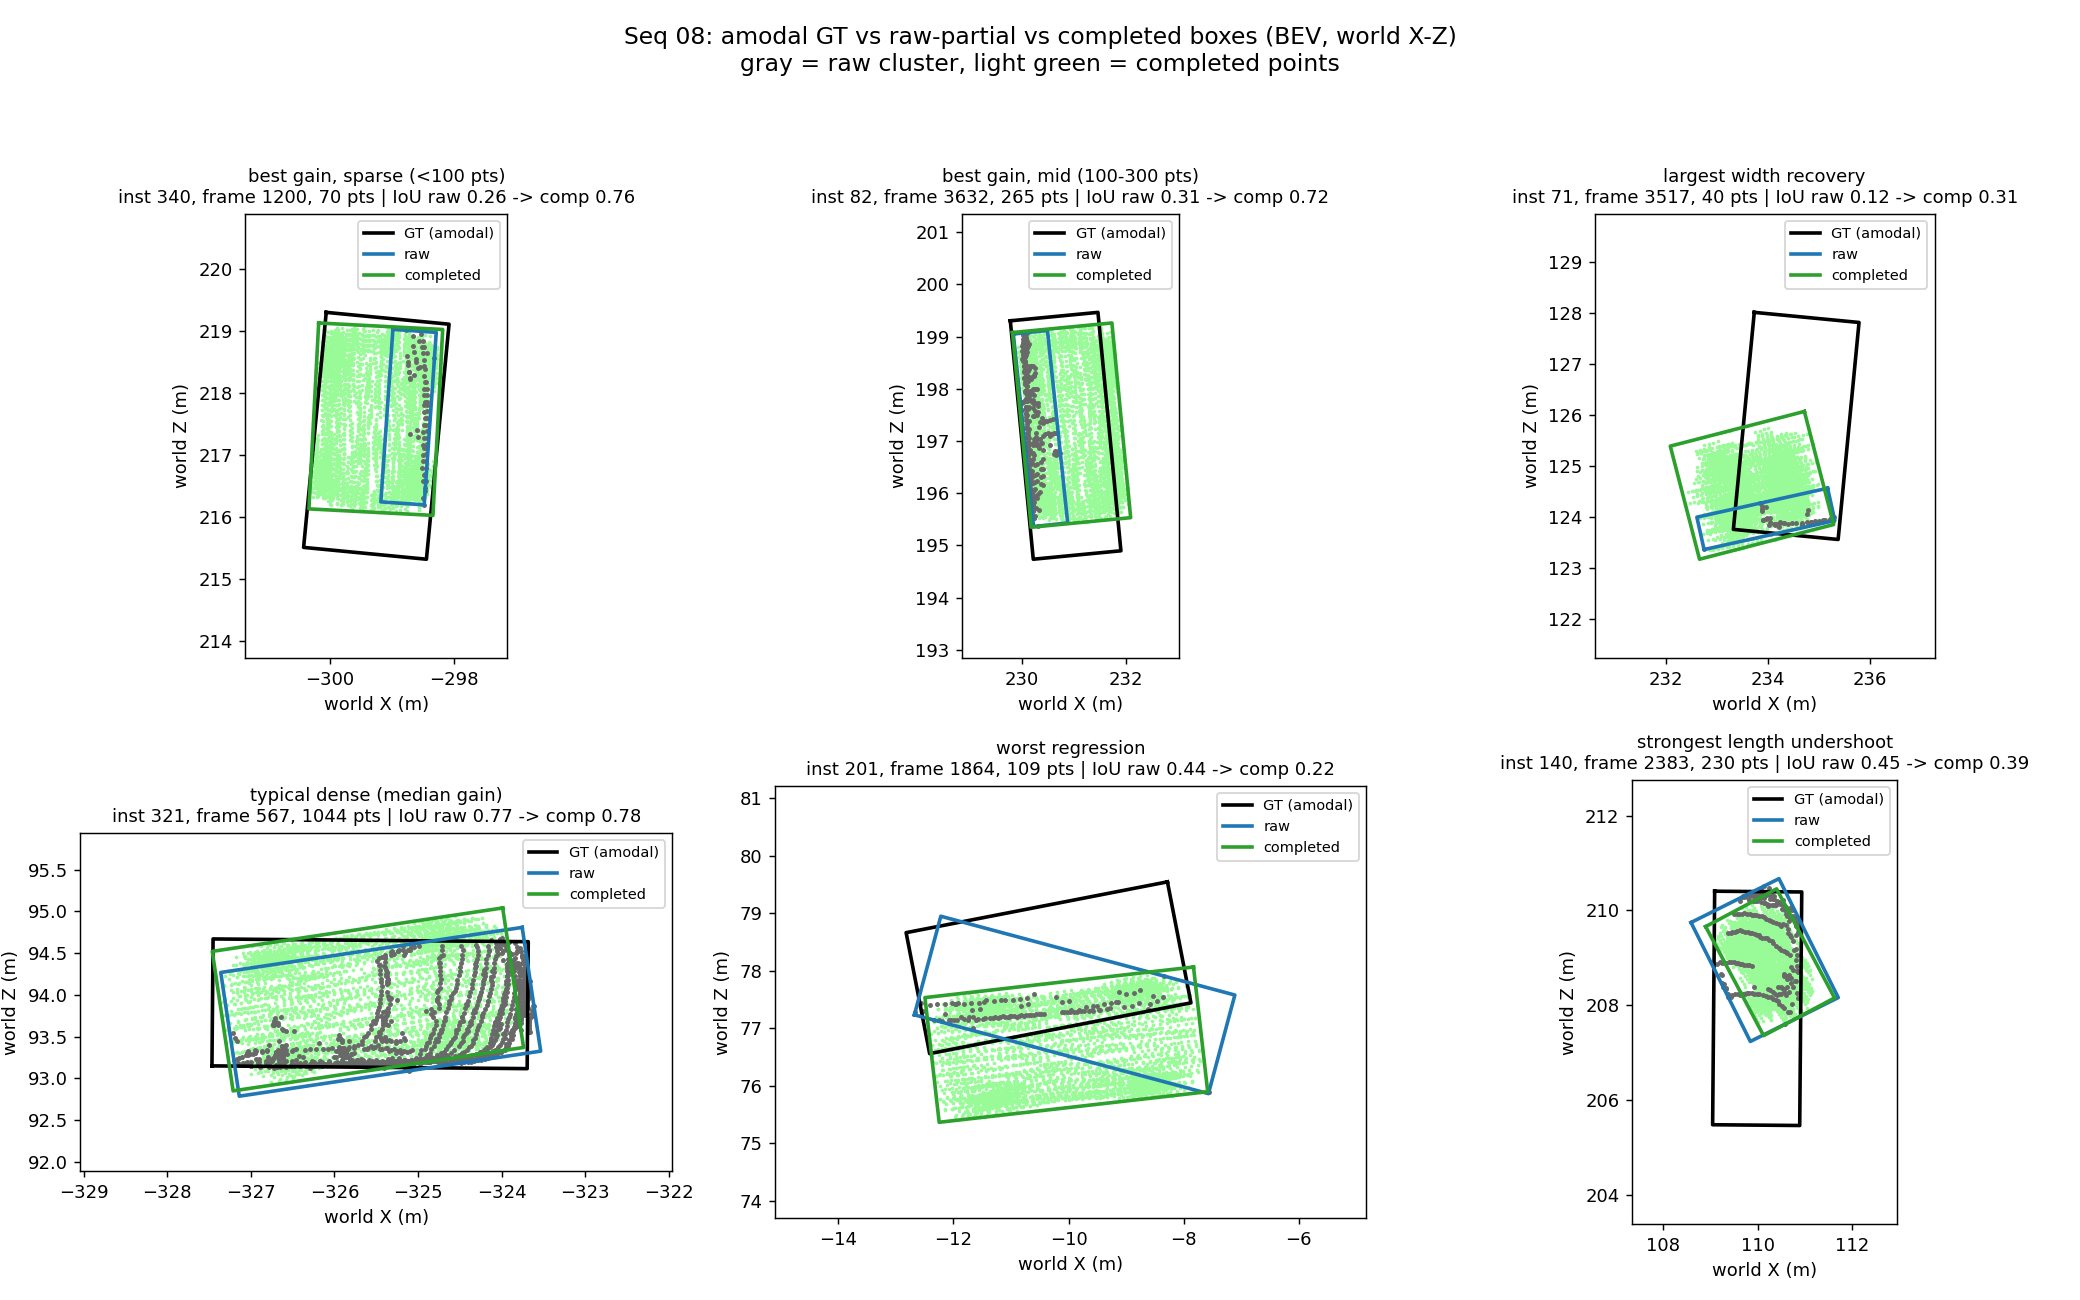 Seq 08: amodal GT vs raw-partial vs completed boxes (BEV, world X-Z)
gray = raw cluster, light green = completed points
best gain, sparse (<100 pts)
inst 340, frame 1200, 70 pts | IoU raw 0.26 -> comp 0.76
GT (amodal)
raw
completed
220
219
218
217
216
215
214
world Z (m)
−300
−298
world X (m)
best gain, mid (100-300 pts)
inst 82, frame 3632, 265 pts | IoU raw 0.31 -> comp 0.72
GT (amodal)
raw
completed
201
200
199
198
197
196
195
194
193
world Z (m)
230
232
world X (m)
largest width recovery
inst 71, frame 3517, 40 pts | IoU raw 0.12 -> comp 0.31
GT (amodal)
raw
completed
129
128
127
126
125
124
123
122
world Z (m)
232
234
236
world X (m)
typical dense (median gain)
inst 321, frame 567, 1044 pts | IoU raw 0.77 -> comp 0.78
GT (amodal)
raw
completed
95.5
95.0
94.5
94.0
93.5
93.0
92.5
92.0
world Z (m)
−329
−328
−327
−326
−325
−324
−323
−322
world X (m)
worst regression
inst 201, frame 1864, 109 pts | IoU raw 0.44 -> comp 0.22
GT (amodal)
raw
completed
81
80
79
78
77
76
75
74
world Z (m)
−14
−12
−10
−8
−6
world X (m)
strongest length undershoot
inst 140, frame 2383, 230 pts | IoU raw 0.45 -> comp 0.39
GT (amodal)
raw
completed
212
210
208
206
204
world Z (m)
108
110
112
world X (m)